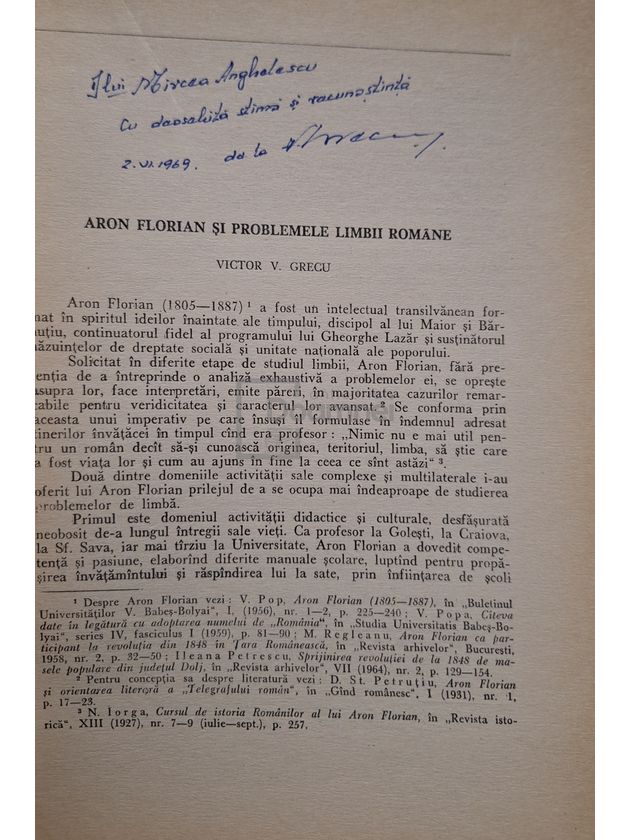 Dlui Mircea Anghelescu
Cu deosebită stimă și recunoștință
2.VI.1969. de la
ARON FLORIAN ȘI PROBLEMELE LIMBII ROMÂNE
VICTOR V. GRECU
Aron Florian (1805—1887) ¹ a fost un intelectual transilvănean for-
mat în spiritul ideilor înaintate ale timpului, discipol al lui Maior și Băr-
nuțiu, continuatorul fidel al programului lui Gheorghe Lazăr și susținătorul
năzuințelor de dreptate socială și unitate națională ale poporului.
Solicitat în diferite etape de studiul limbii, Aron Florian, fără pre-
enția de a întreprinde o analiză exhaustivă a problemelor ei, se oprește
asupra lor, face interpretări, emite păreri, în majoritatea cazurilor remar-
cabile pentru veridicitatea și caracterul lor avansat.² Se conforma prin
aceasta unui imperativ pe care însuși îl formulase în îndemnul adresat
tinerilor învățăcei în timpul cînd era profesor : „Nimic nu e mai util pen-
tru un român decît să-și cunoască originea, teritoriul, limba, să știe care
a fost viața lor și cum au ajuns în fine la ceea ce sînt astăzi“ ³.
Două dintre domeniile activității sale complexe și multilaterale i-au
oferit lui Aron Florian prilejul de a se ocupa mai îndeaproape de studierea
problemelor de limbă.
Primul este domeniul activității didactice și culturale, desfășurată
neobosit de-a lungul întregii sale vieți. Ca profesor la Golești, la Craiova,
la Sf. Sava, iar mai tîrziu la Universitate, Aron Florian a dovedit compe-
tență și pasiune, elaborînd diferite manuale școlare, luptînd pentru propă-
șirea învățămîntului și răspîndirea lui la sate, prin înființarea de școli
¹ Despre Aron Florian vezi : V. Pop, Aron Florian (1805—1887), în „Buletinul
Universităților V. Babeș-Bolyai“, I, (1956), nr. 1—2, p. 225—240 ; V. Popa, Citeva
date în legătură cu adoptarea numelui de „România“, în “Studia Universitatis Babeș-Bo-
lyai“, series IV, fasciculus I (1959), p. 81—90 ; M. Regleanu, Aron Florian ca par-
ticipant la revoluția din 1848 în Țara Românească, în „Revista arhivelor“, București,
1958, nr. 2, p. 32—50 ; Ileana Petrescu, Sprijinirea revoluției de la 1848 de ma-
sele populare din județul Dolj, în „Revista arhivelor“, VII (1964), nr. 2, p. 129—154.
² Pentru concepția sa despre literatură vezi : D. St. Petruțiu, Aron Florian
și orientarea literară a „Telegrafului român“, în „Gînd românesc“, I (1931), nr. 1,
p. 17—23.
³ N. Iorga, Cursul de istoria Românilor al lui Aron Florian, în „Revista isto-
rică“, XIII (1927), nr. 7—9 (iulie—sept.), p. 257.